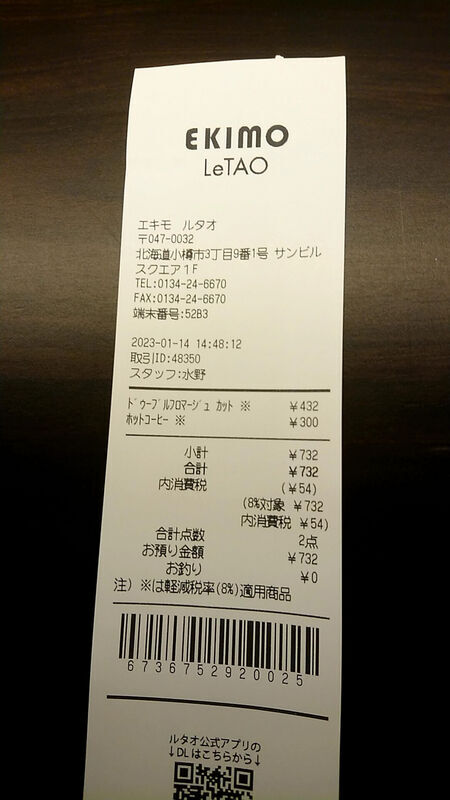 EKIMO
LeTAO
エキモ ルタオ
〒047-0032
北海道小樽市3丁目9番1号 サンビル
スクエア1F
TEL:0134-24-6670
FAX:0134-24-6670
端末番号:52B3
2023-01-14 14:48:12
取引ID:48350
スタッフ:水野
ﾄﾞｩｰﾌﾞﾙﾌﾛﾏｰｼﾞｭ ｶｯﾄ ※ ¥432
ﾎｯﾄｺｰﾋｰ ※ ¥300
小計 ¥732
合計 ¥732
内消費税 (¥54)
(8%対象 ¥732
内消費税 ¥54)
合計点数 2点
お預り金額 ¥732
お釣り ¥0
注）※は軽減税率(8%)適用商品
6736752920025
ルタオ公式アプリの
↓DLはこちらから↓